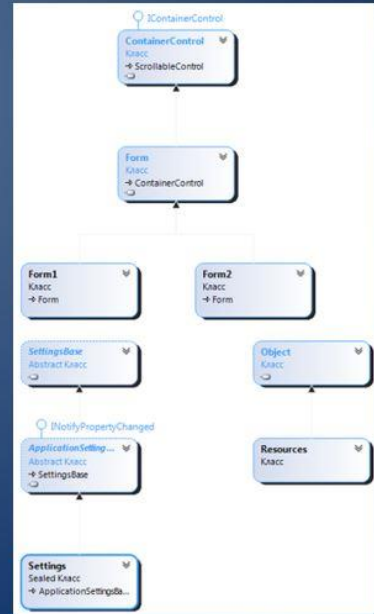 IContainerControl
ContainerControl
Класс
ScrollableControl
Form
Класс
ContainerControl
Form1
Класс
Form
Form2
Класс
Form
SettingsBase
Abstract Класс
Object
Класс
INotifyPropertyChanged
ApplicationSetting...
Abstract Класс
SettingsBase
Resources
Класс
Settings
Sealed Класс
ApplicationSettingsBa...